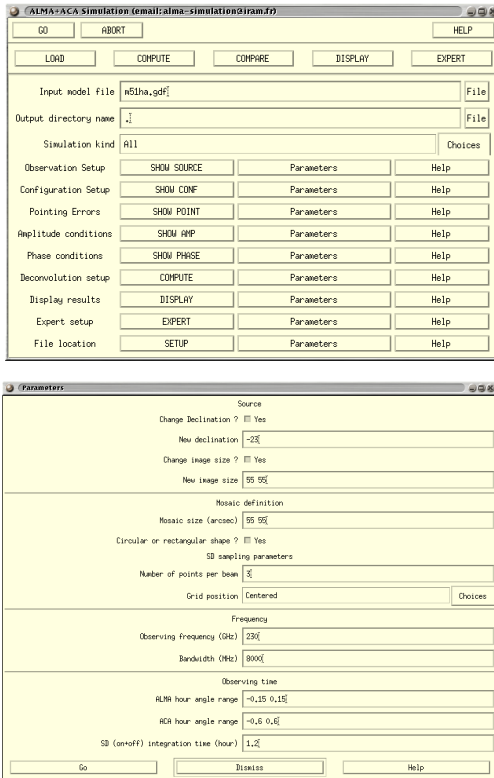 ALMA+ACA Simulation (email: alma-simulation@iram.fr)
GO ABORT HELP
LOAD COMPUTE COMPARE DISPLAY EXPERT
Input model file m51ha.gdf File
Output directory name . File
Simulation kind All Choices
Observation Setup SHOW SOURCE Parameters Help
Configuration Setup SHOW CONF Parameters Help
Pointing Errors SHOW POINT Parameters Help
Amplitude conditions SHOW AMP Parameters Help
Phase conditions SHOW PHASE Parameters Help
Deconvolution setup COMPUTE Parameters Help
Display results DISPLAY Parameters Help
Expert setup EXPERT Parameters Help
File location SETUP Parameters Help
Parameters
Source
Change Declination ? Yes
New declination -23
Change image size ? Yes
New image size 55 55
Mosaic definition
Mosaic size (arcsec) 55 55
Circular or rectangular shape ? Yes
SD sampling parameters
Number of points per beam 3
Grid position Centered Choices
Frequency
Observing frequency (GHz) 230
Bandwidth (MHz) 8000
Observing time
ALMA hour angle range -0.15 0.15
ACA hour angle range -0.6 0.6
SD (on+off) integration time (hour) 1.2
Go Dismiss Help